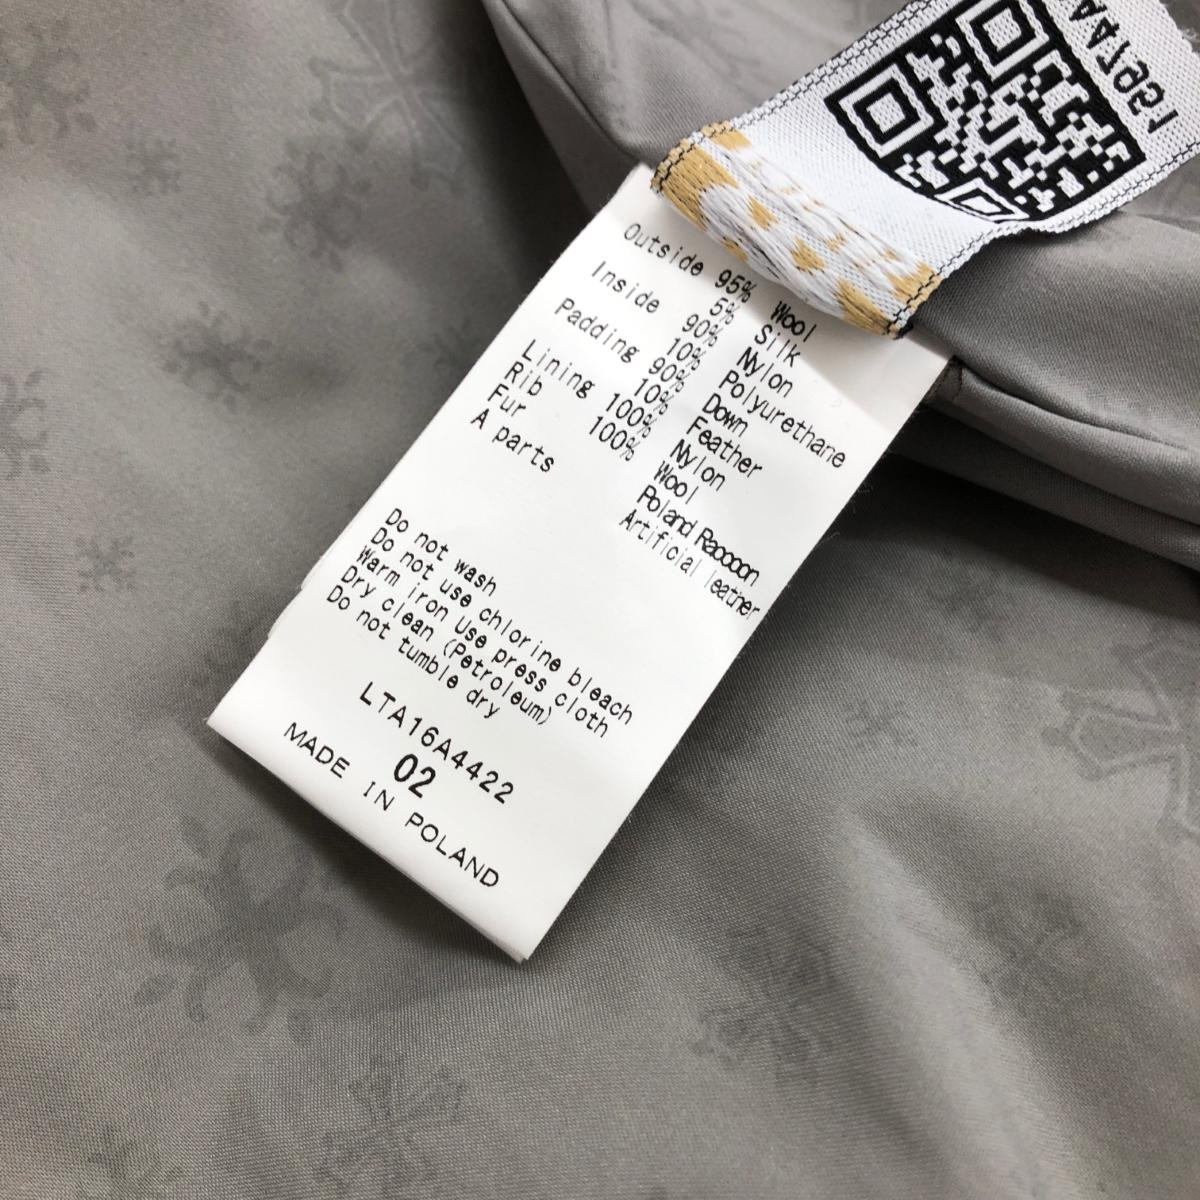 Outside 95% Wool
5% Silk
Inside 90% Nylon
10% Polyurethane
Padding 90% Down
10% Feather
Lining 100% Nylon
Rib 100% Wool
Fur Poland Raccoon
A parts Artificial leather
Do not wash
Do not use chlorine bleach
Warm iron use press cloth
Dry clean (Petroleum)
Do not tumble dry
LTA16A4422
02
MADE IN POLAND